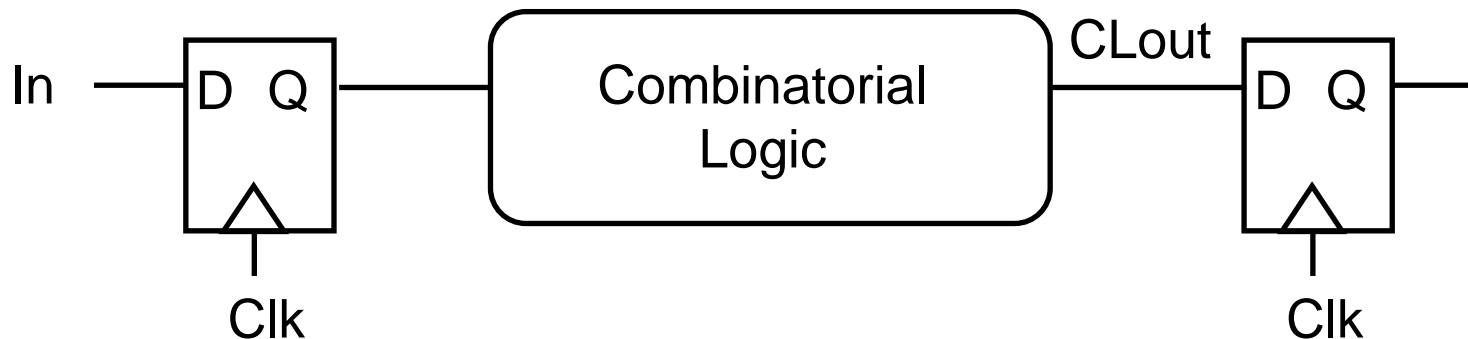 In
D Q
Clk
Combinatorial
Logic
CLout
D Q
Clk